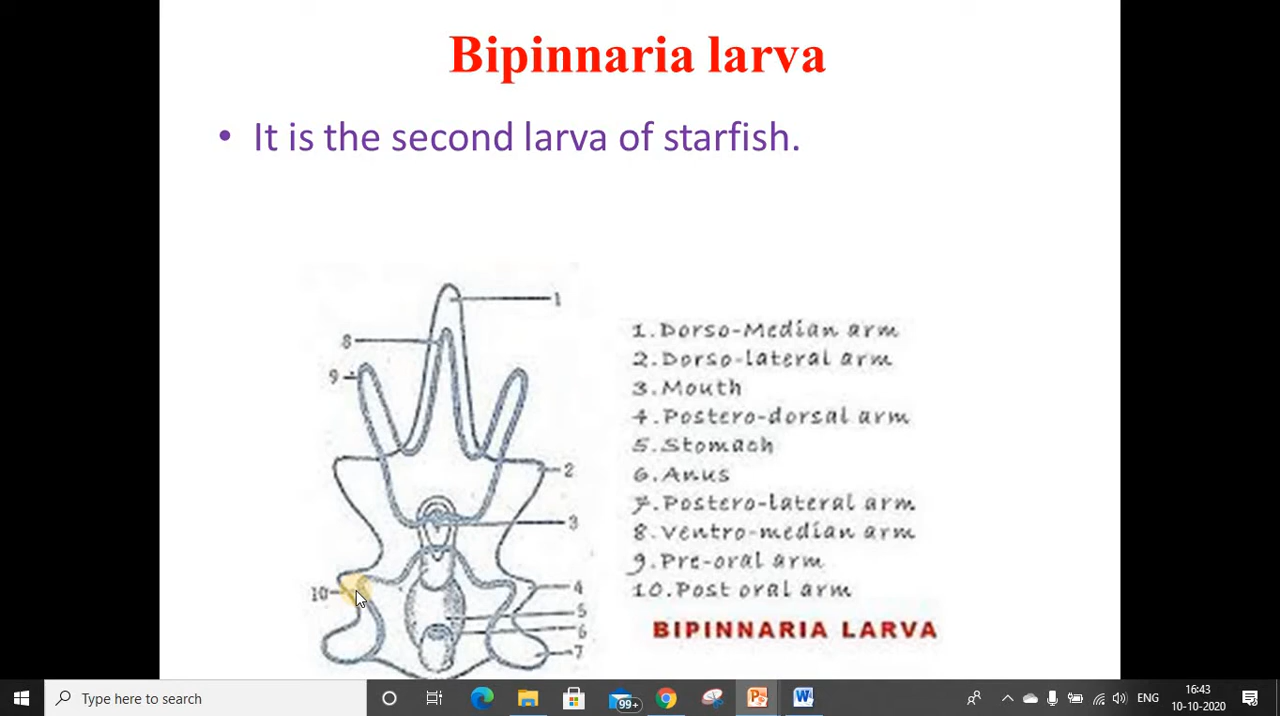 Bipinnaria larva
• It is the second larva of starfish.
1
8
9
2
3
10
4
5
6
7
1.Dorso-Median arm
2.Dorso-lateral arm
3.Mouth
4.Postero-dorsal arm
5.Stomach
6.Anus
7.Postero-lateral arm
8.Ventro-median arm
9.Pre-oral arm
10.Post oral arm
BIPINNARIA LARVA
Type here to search
99+
ENG
16:43
10-10-2020